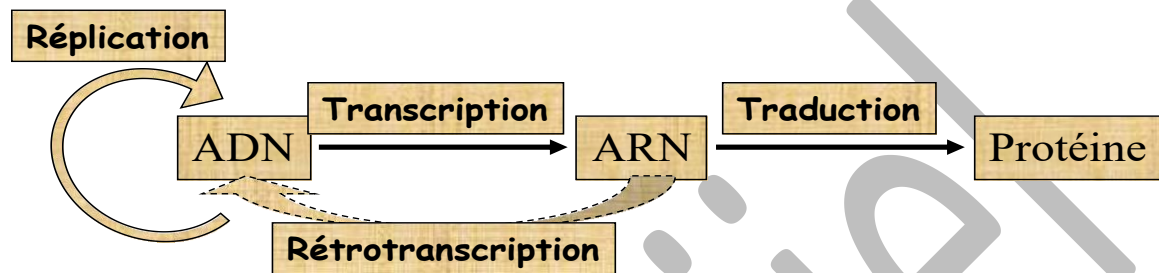 Réplication
Transcription
Traduction
ADN
ARN
Protéine
Rétrotranscription